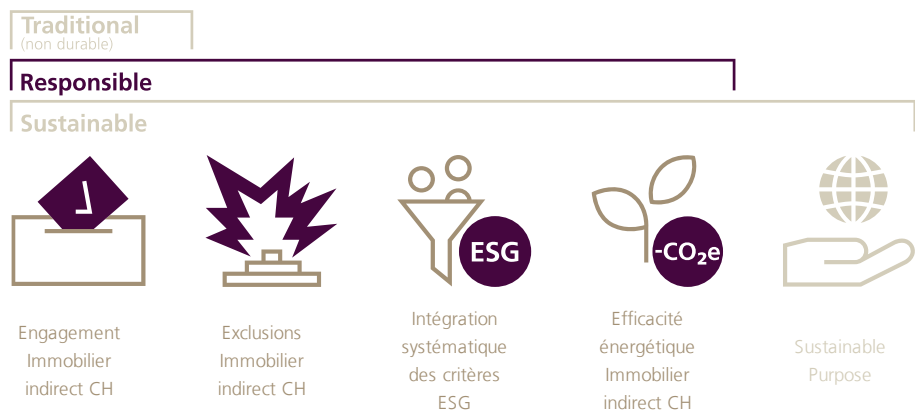 Traditional
(non durable)
Responsible
Sustainable
ESG
-CO₂e
Engagement
Immobilier
indirect CH
Exclusions
Immobilier
indirect CH
Intégration
systématique
des critères
ESG
Efficacité
énergétique
Immobilier
indirect CH
Sustainable
Purpose